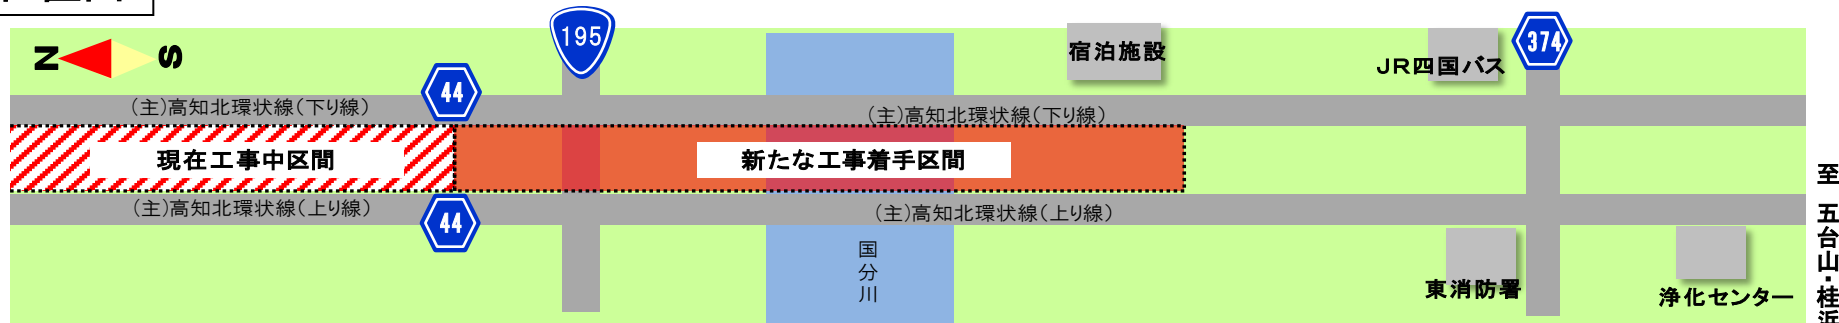 N
S
195
宿泊施設
JR四国バス
374
44
(主)高知北環状線(下り線)
(主)高知北環状線(下り線)
現在工事中区間
新たな工事着手区間
(主)高知北環状線(上り線)
(主)高知北環状線(上り線)
44
国分川
東消防署
浄化センター
至 五台山・桂浜